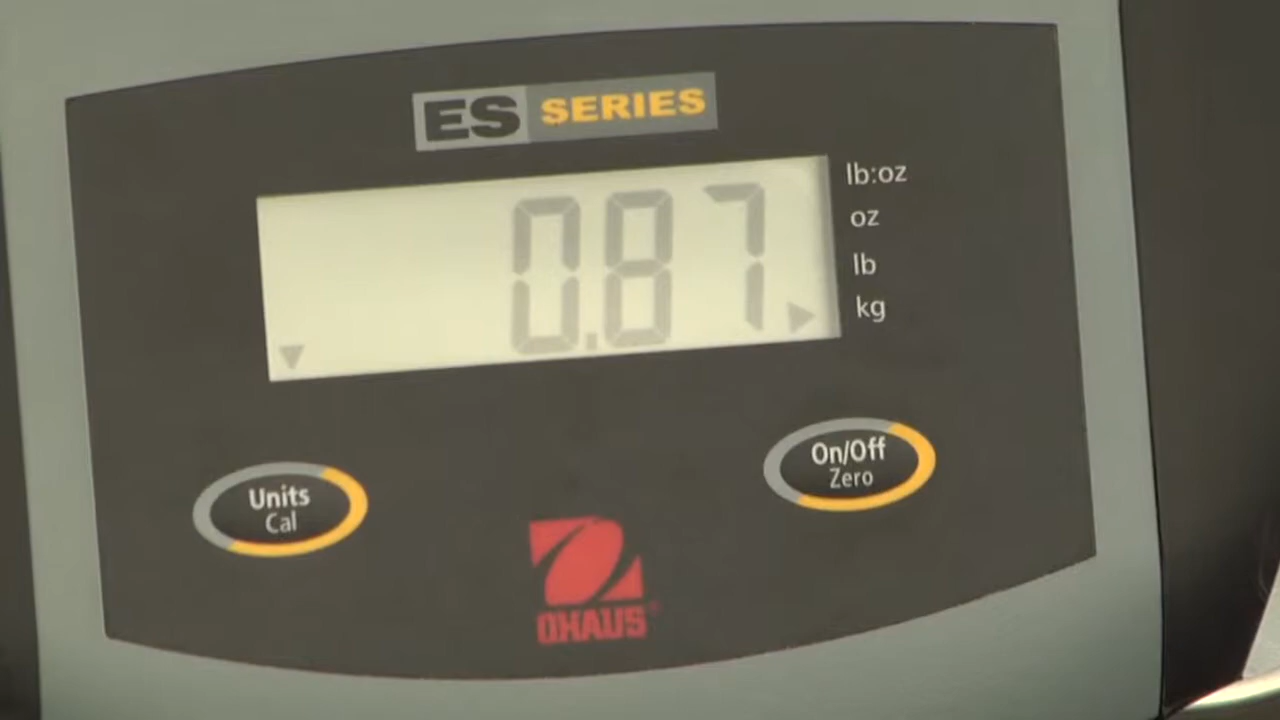 ES SERIES
0.87
lb:oz
oz
lb
kg
On/Off
Zero
Units
Cal
OHAUS®